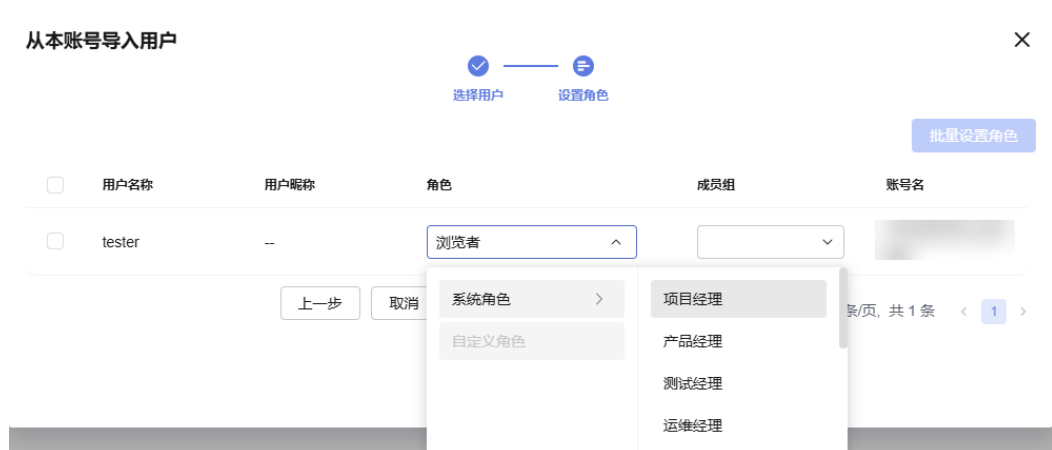 从本账号导入用户
选择用户 设置角色
批量设置角色
用户名称 用户昵称 角色 成员组 账号名
tester -- 浏览者
上一步 取消 系统角色 项目经理 条/页, 共 1 条 1
自定义角色 产品经理
测试经理
运维经理